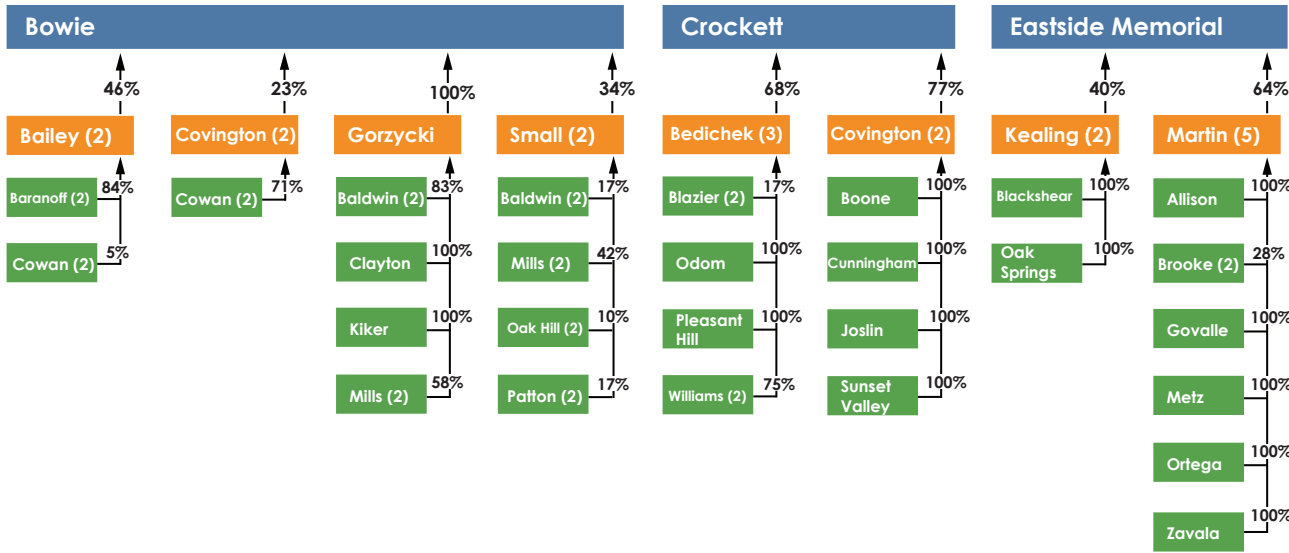 Bowie
Crockett
Eastside Memorial
46%
23%
100%
34%
68%
77%
40%
64%
Bailey (2)
Covington (2)
Gorzycki
Small (2)
Bedichek (3)
Covington (2)
Kealing (2)
Martin (5)
Baranoff (2)
84%
Cowan (2)
71%
Baldwin (2)
83%
Baldwin (2)
17%
Blazier (2)
17%
Boone
100%
Blackshear
100%
Allison
100%
Cowan (2)
5%
Clayton
100%
Mills (2)
42%
Odom
100%
Cunningham
100%
Oak
Springs
100%
Brooke (2)
28%
Kiker
100%
Oak Hill (2)
10%
Pleasant
Hill
100%
Joslin
100%
Govalle
100%
Mills (2)
58%
Patton (2)
17%
Williams (2)
75%
Sunset
Valley
100%
Metz
100%
Ortega
100%
Zavala
100%